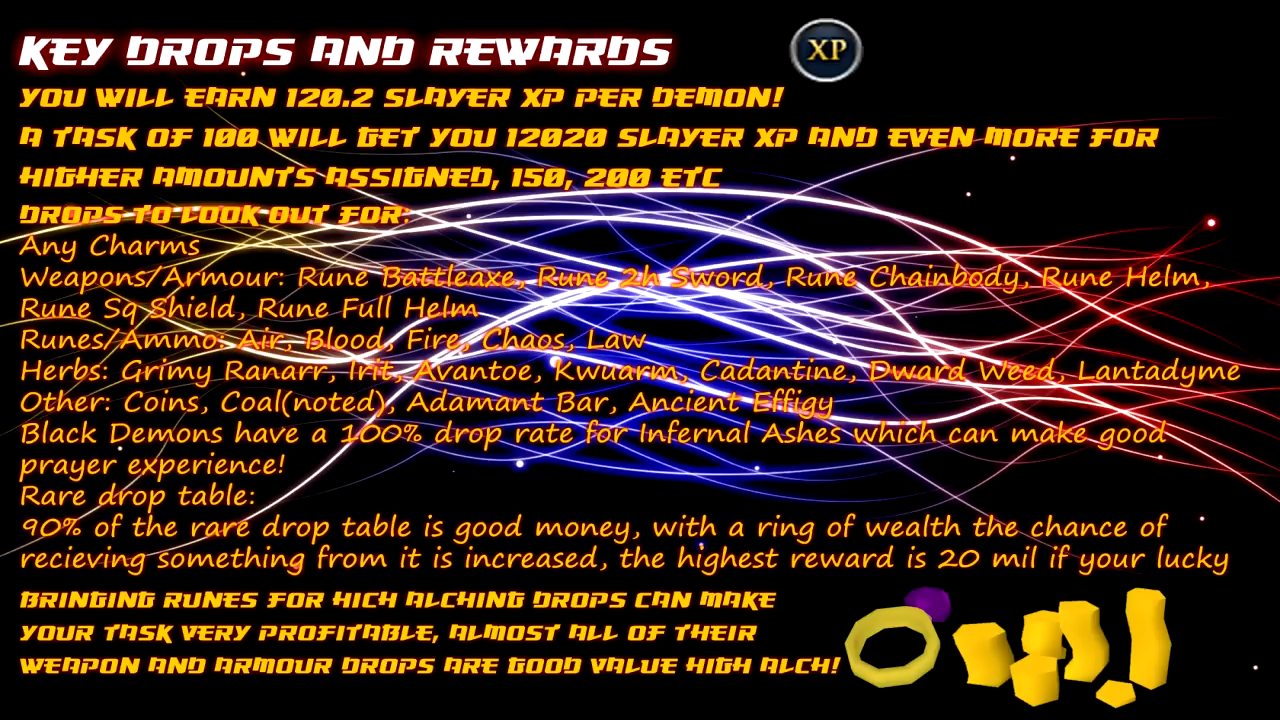 KEY DROPS AND REWARDS
XP
YOU WILL EARN 120.2 SLAYER XP PER DEMON!
A TASK OF 100 WILL GET YOU 12020 SLAYER XP AND EVEN MORE FOR
HIGHER AMOUNTS ASSIGNED, 150, 200 ETC
DROPS TO LOOK OUT FOR:
Any Charms
Weapons/Armour: Rune Battleaxe, Rune 2h Sword, Rune Chainbody, Rune Helm,
Rune Sq Shield, Rune Full Helm
Runes/Ammo: Air, Blood, Fire, Chaos, Law
Herbs: Grimy Ranarr, Irit, Avantoe, Kwuarm, Cadantine, Dward Weed, Lantadyme
Other: Coins, Coal(noted), Adamant Bar, Ancient Effigy
Black Demons have a 100% drop rate for Infernal Ashes which can make good
prayer experience!
Rare drop table:
90% of the rare drop table is good money, with a ring of wealth the chance of
recieving something from it is increased, the highest reward is 20 mil if your lucky
BRINGING RUNES FOR HIGH ALCHING DROPS CAN MAKE
YOUR TASK VERY PROFITABLE, ALMOST ALL OF THEIR
WEAPON AND ARMOUR DROPS ARE GOOD VALUE HIGH ALCH!